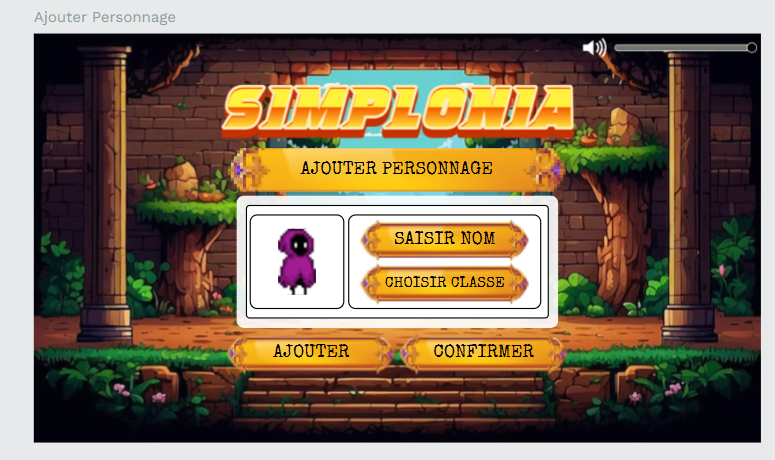 Ajouter Personnage
SIMPLONIA
AJOUTER PERSONNAGE
SAISIR NOM
CHOISIR CLASSE
AJOUTER
CONFIRMER